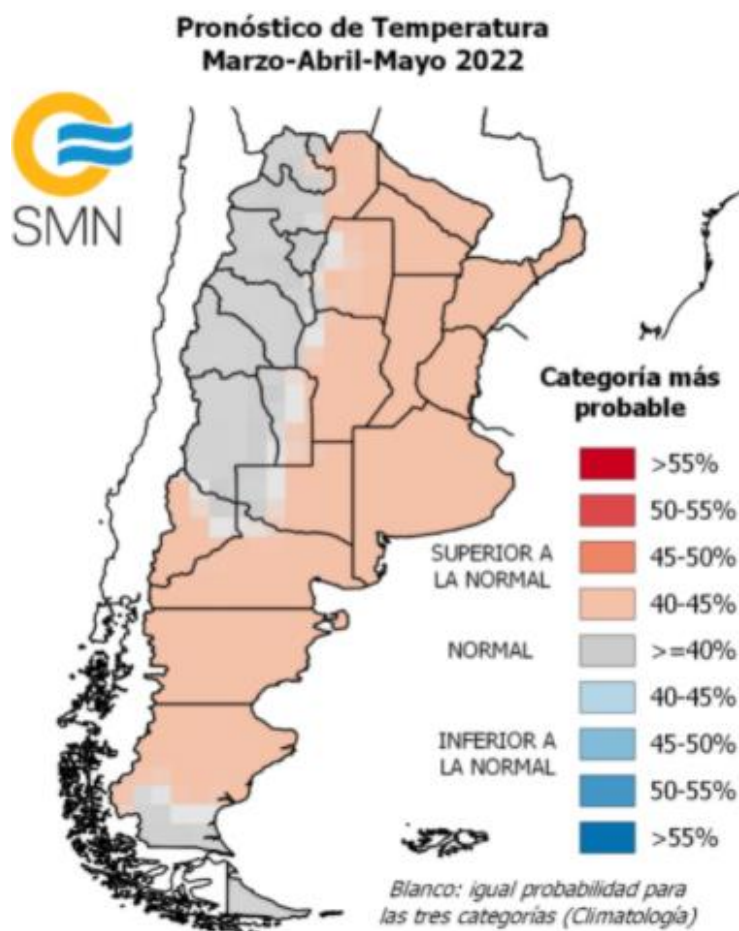 Pronóstico de Temperatura
Marzo-Abril-Mayo 2022
SMN
Categoría más
probable
>55%
50-55%
SUPERIOR A
LA NORMAL
45-50%
40-45%
NORMAL
>=40%
40-45%
INFERIOR A
LA NORMAL
45-50%
50-55%
>55%
Blanco: igual probabilidad para
las tres categorías (Climatología)